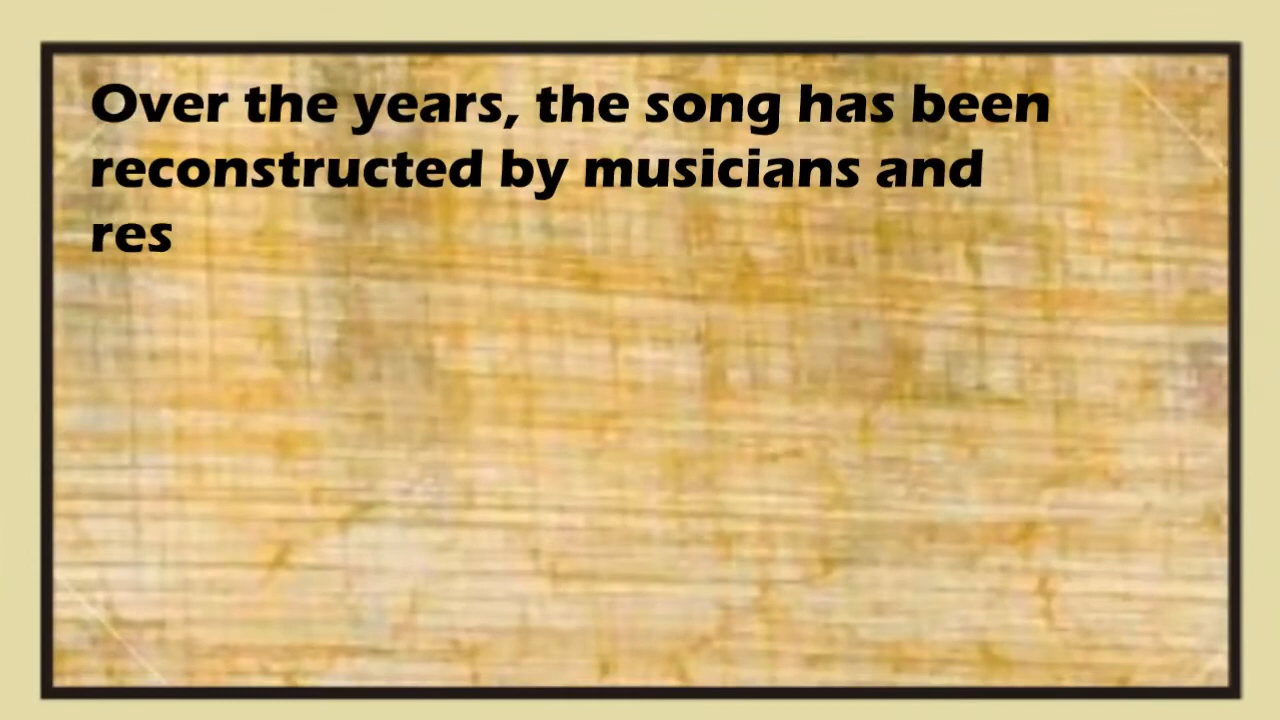 Over the years, the song has been
reconstructed by musicians and
res